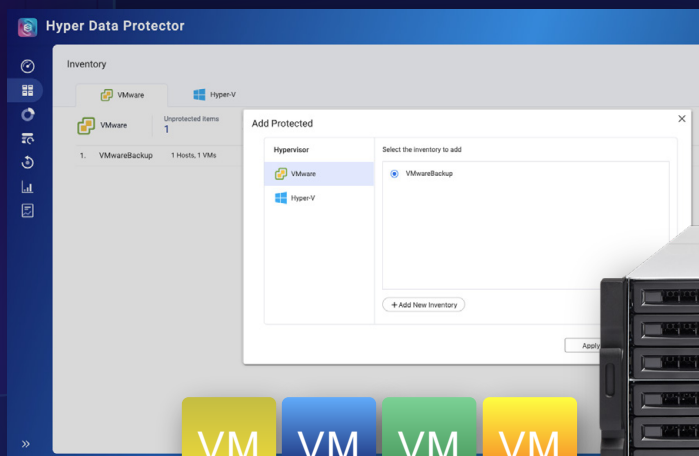 Hyper Data Protector
Inventory
VMware
Hyper-V
VMware
Unprotected items
1
1. VMwareBackup 1 Hosts, 1 VMs
Add Protected
Hypervisor
Select the inventory to add
VMware
VMwareBackup
Hyper-V
+ Add New Inventory
Apply
VM VM VM VM